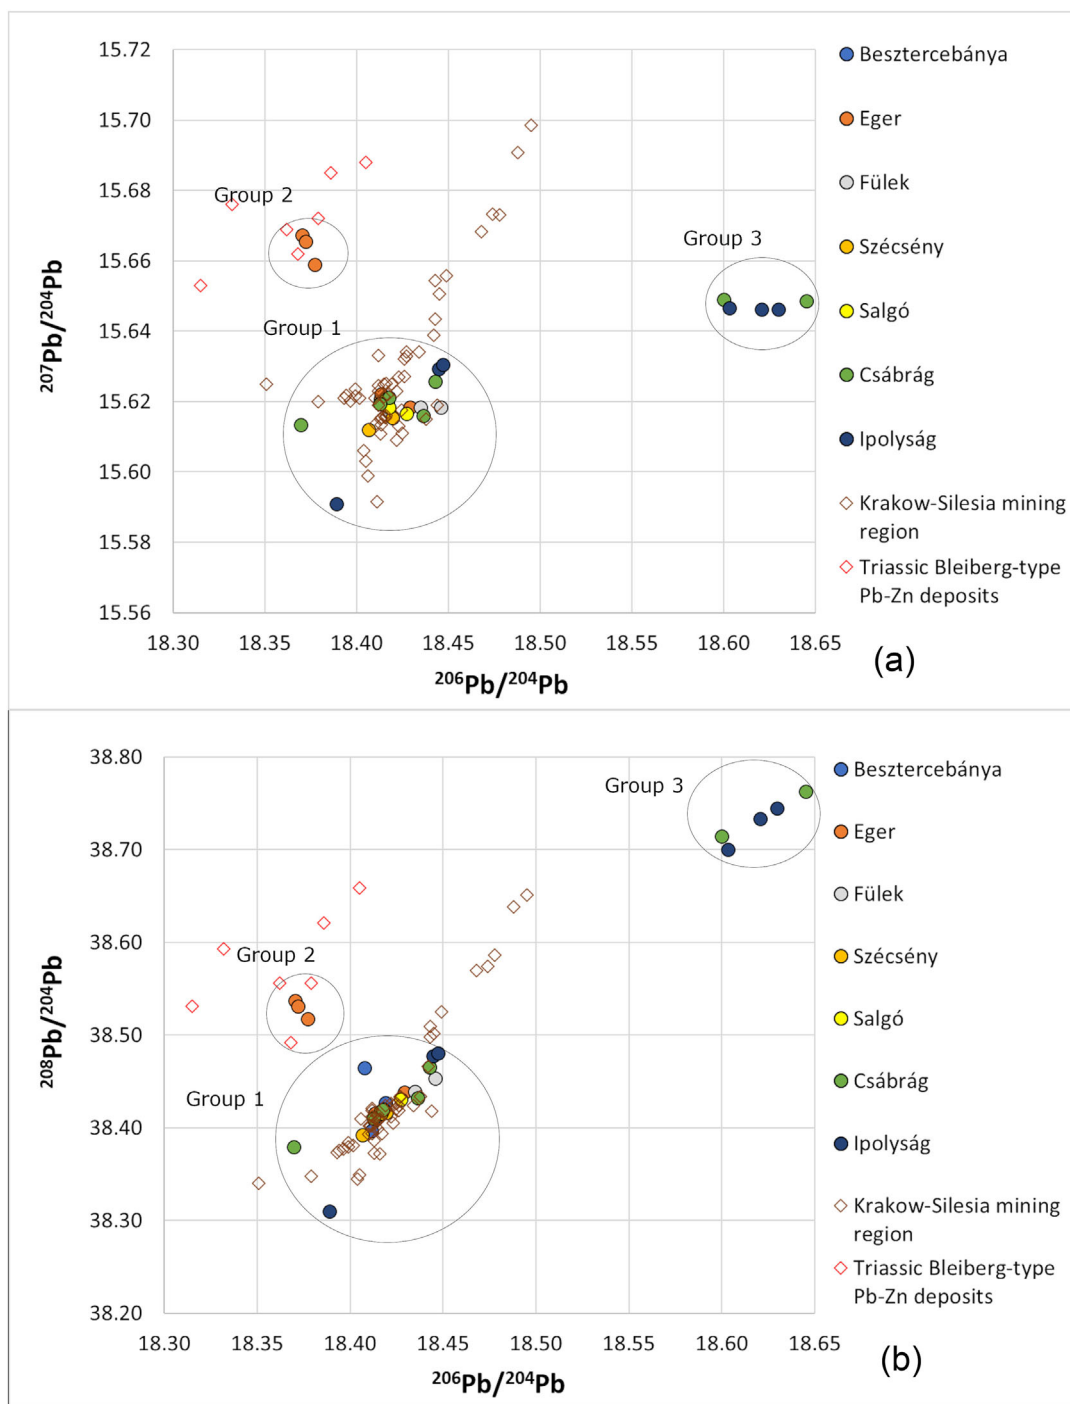 15.72
15.70
15.68
15.66
15.64
15.62
15.60
15.58
15.56
²⁰⁷Pb/²⁰⁴Pb
Group 2
Group 3
Group 1
18.30 18.35 18.40 18.45 18.50 18.55 18.60 18.65
²⁰⁶Pb/²⁰⁴Pb
Besztercebánya
Eger
Fülek
Szécsény
Salgó
Csábrág
Ipolyság
Krakow-Silesia mining
region
Triassic Bleiberg-type
Pb-Zn deposits
(a)
38.80
38.70
38.60
38.50
38.40
38.30
38.20
²⁰⁸Pb/²⁰⁴Pb
Group 3
Group 2
Group 1
18.30 18.35 18.40 18.45 18.50 18.55 18.60 18.65
²⁰⁶Pb/²⁰⁴Pb
Besztercebánya
Eger
Fülek
Szécsény
Salgó
Csábrág
Ipolyság
Krakow-Silesia mining
region
Triassic Bleiberg-type
Pb-Zn deposits
(b)